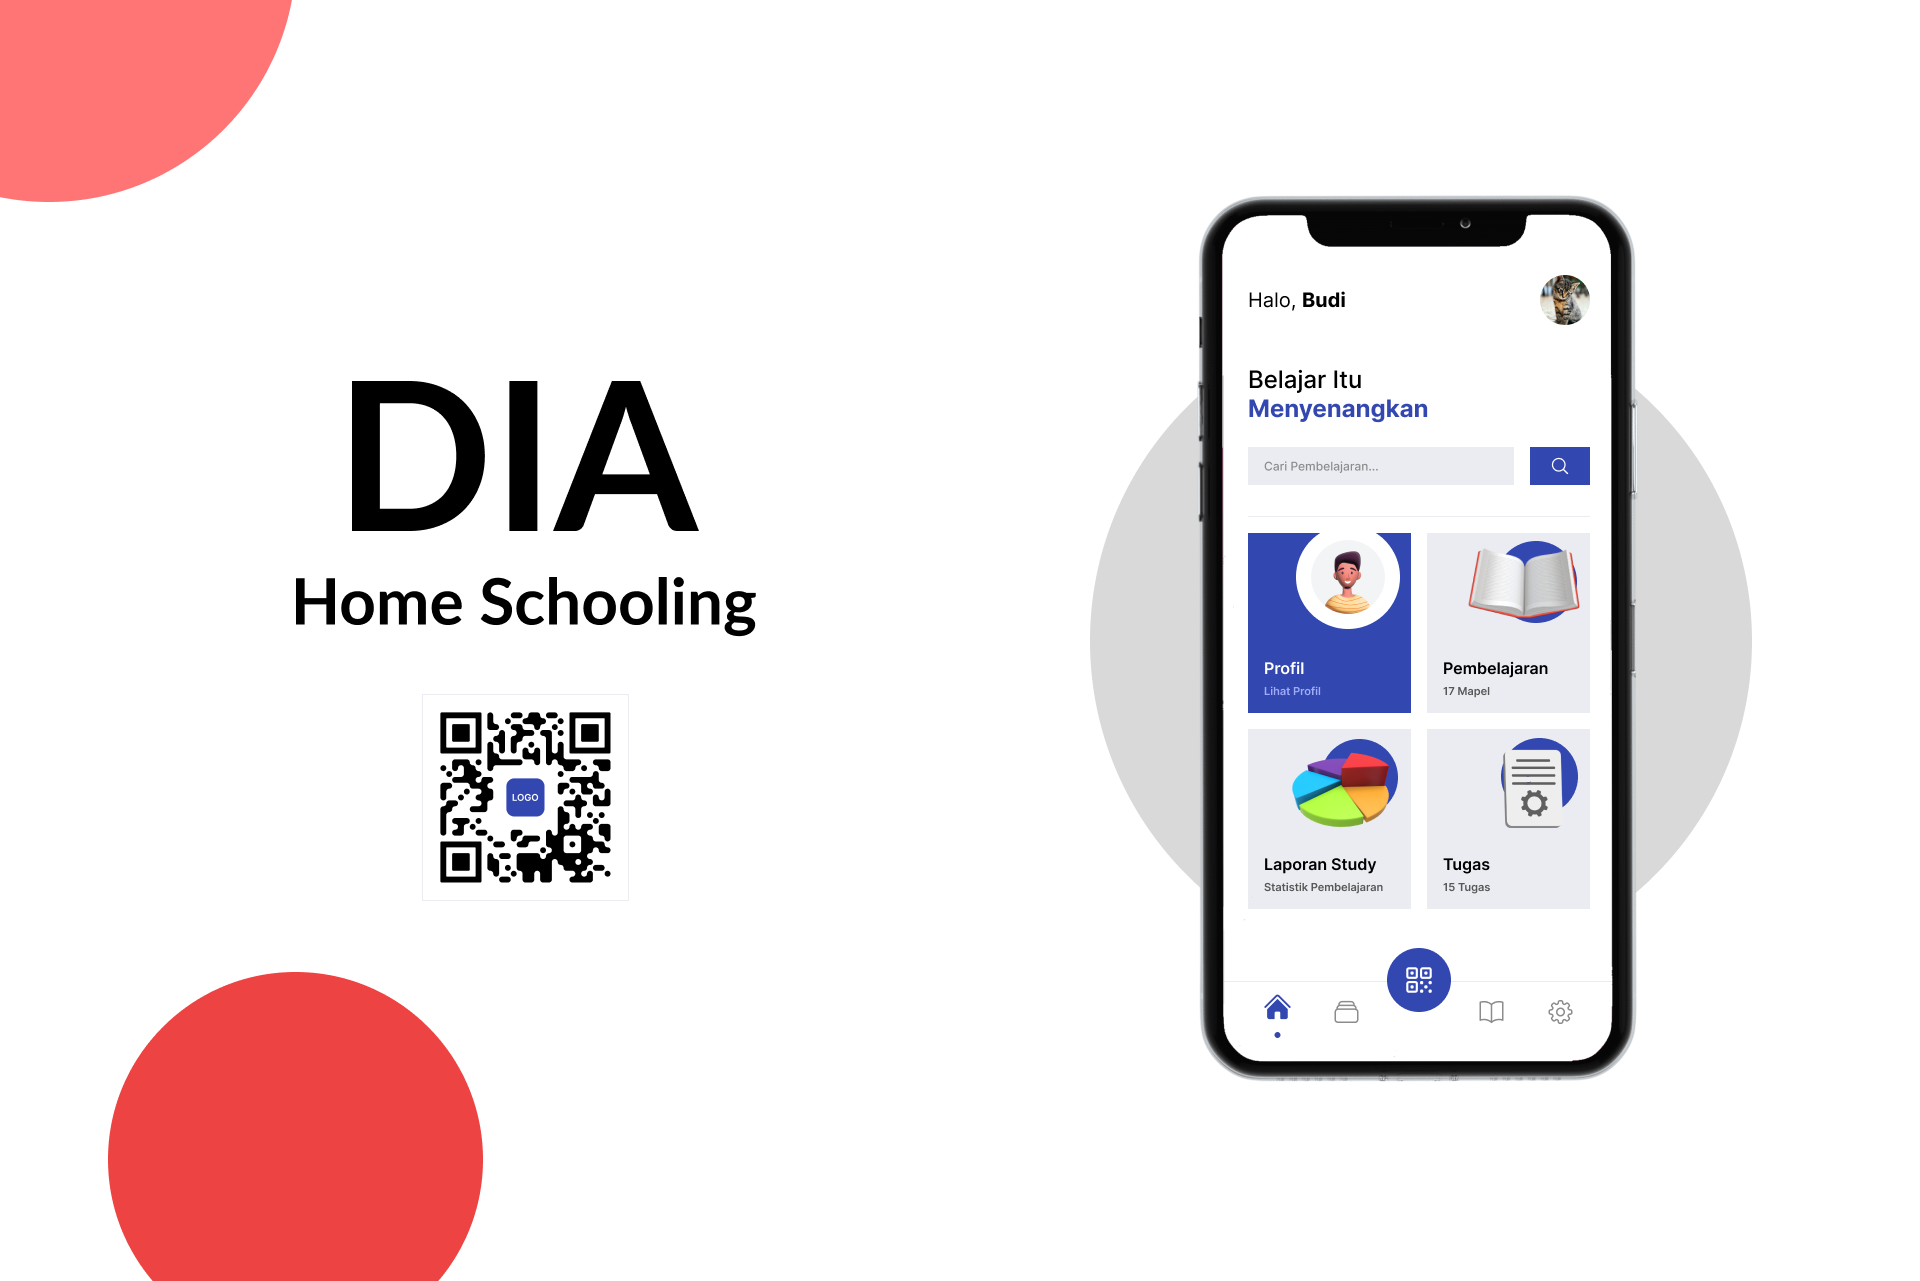 DIA
Home Schooling
LOGO
Halo, Budi
Belajar Itu
Menyenangkan
Cari Pembelajaran...
Profil
Lihat Profil
Pembelajaran
17 Mapel
Laporan Study
Statistik Pembelajaran
Tugas
15 Tugas